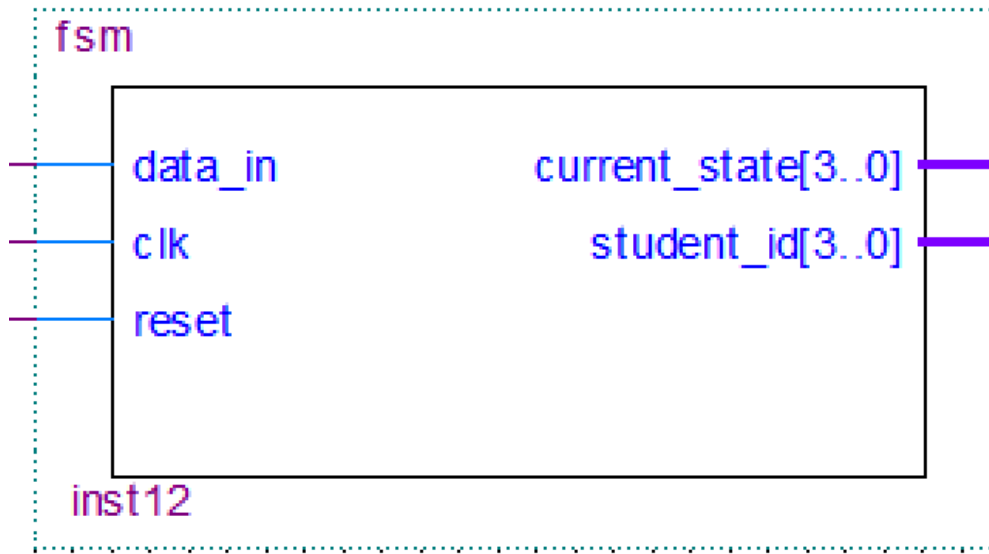 fsm
data_in current_state[3..0]
clk student_id[3..0]
reset
inst12